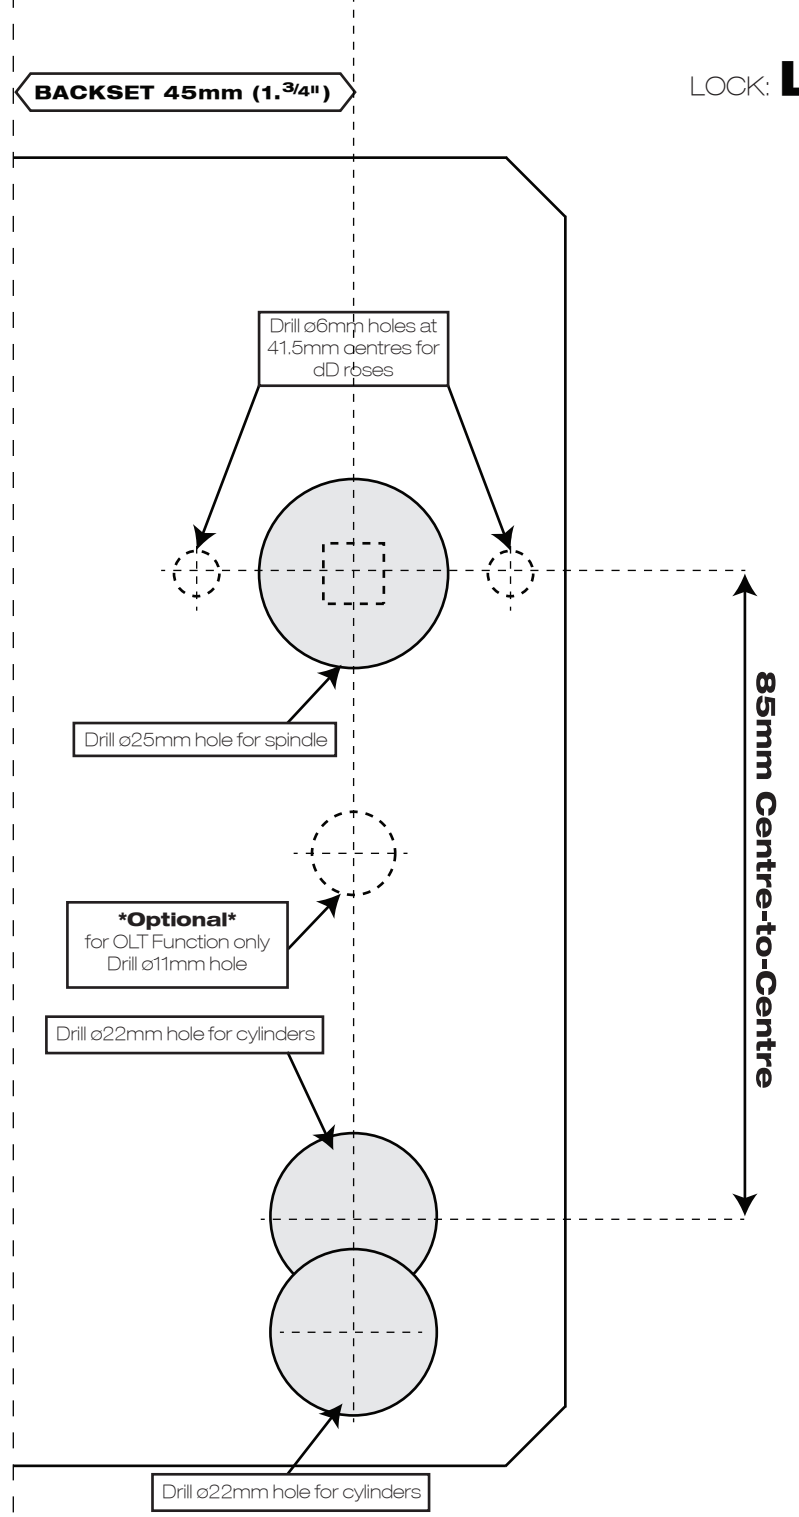 BACKSET 45mm (1.3/4")
LOCK: L
Drill ø6mm holes at
41.5mm centres for
dD roses
Drill ø25mm hole for spindle
85mm Centre-to-Centre
*Optional*
for OLT Function only
Drill ø11mm hole
Drill ø22mm hole for cylinders
Drill ø22mm hole for cylinders